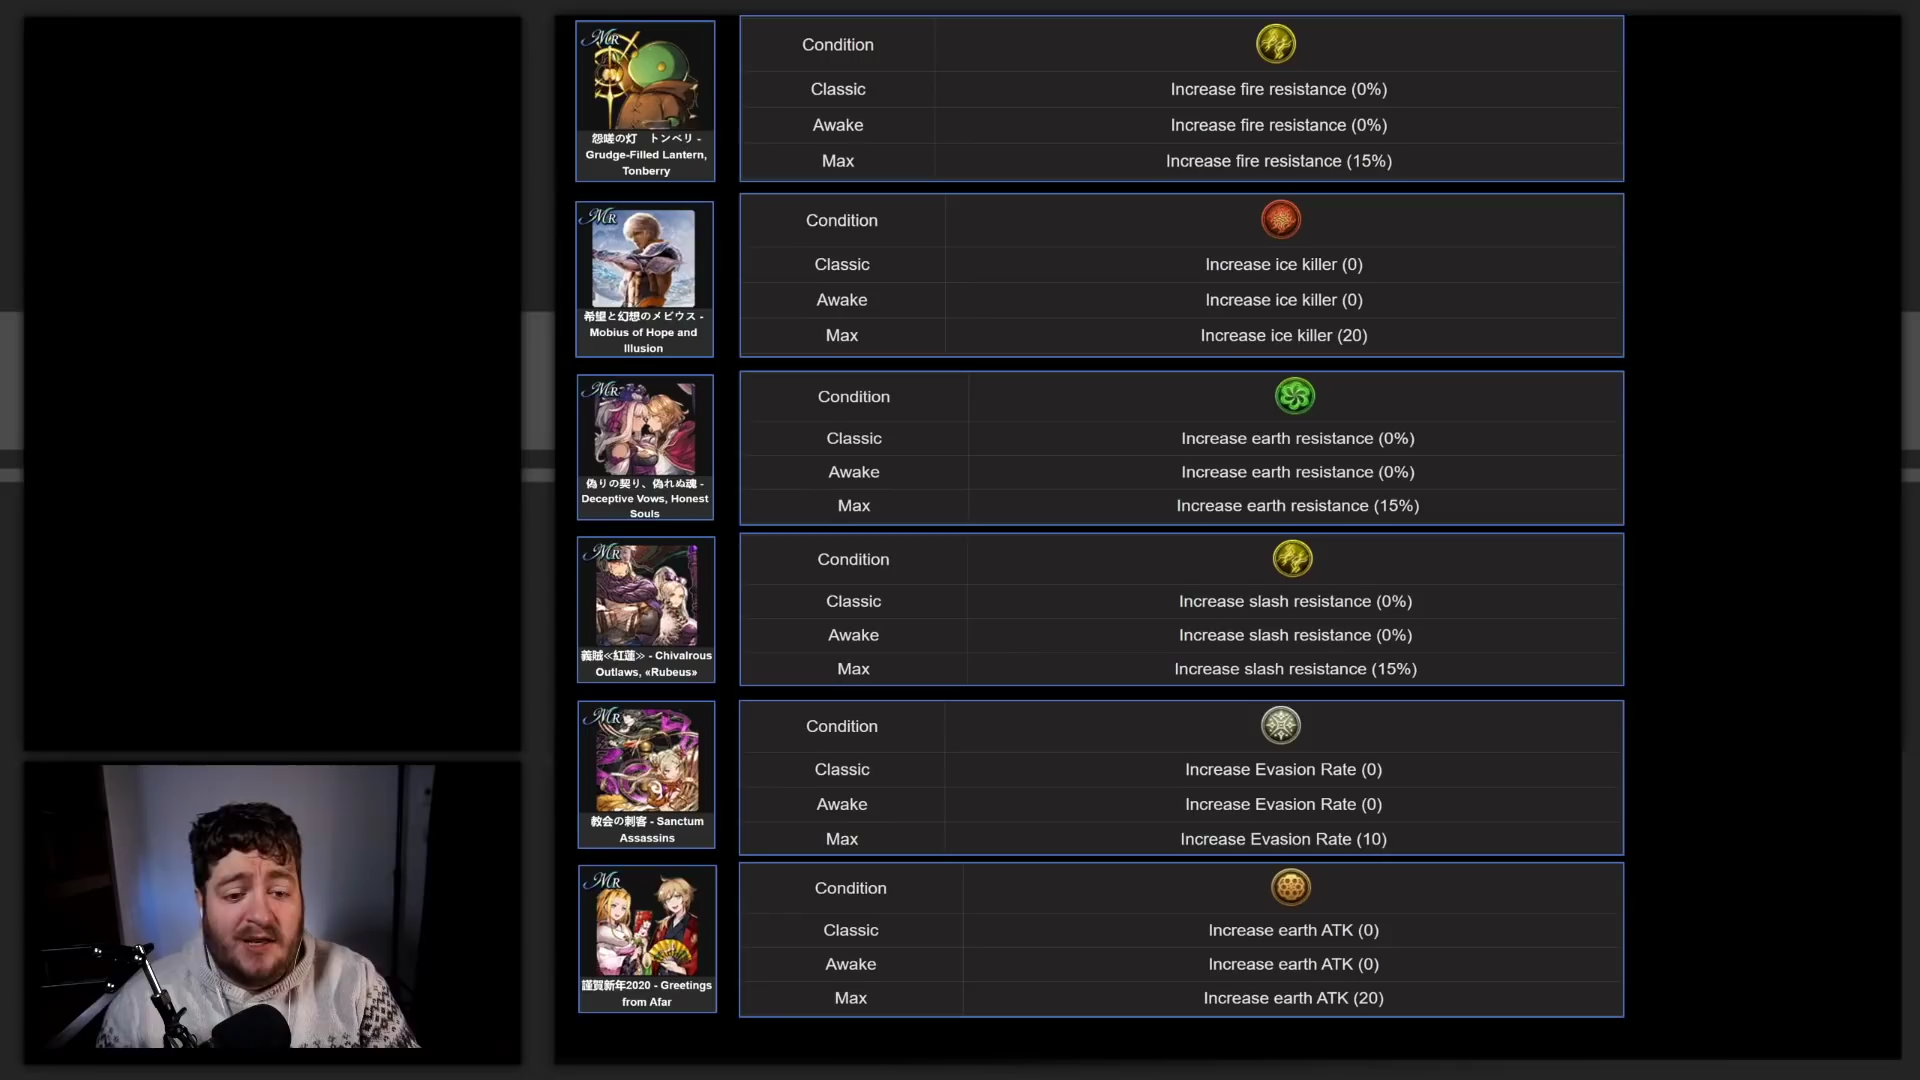 MR
怨嗟の灯　トンベリ -
Grudge-Filled Lantern,
Tonberry
Condition
Classic
Increase fire resistance (0%)
Awake
Increase fire resistance (0%)
Max
Increase fire resistance (15%)
MR
希望と幻想のメビウス -
Mobius of Hope and
Illusion
Condition
Classic
Increase ice killer (0)
Awake
Increase ice killer (0)
Max
Increase ice killer (20)
MR
偽りの契り、偽れぬ魂 -
Deceptive Vows, Honest
Souls
Condition
Classic
Increase earth resistance (0%)
Awake
Increase earth resistance (0%)
Max
Increase earth resistance (15%)
MR
義賊≪紅蓮≫ - Chivalrous
Outlaws, «Rubeus»
Condition
Classic
Increase slash resistance (0%)
Awake
Increase slash resistance (0%)
Max
Increase slash resistance (15%)
MR
教会の刺客 - Sanctum
Assassins
Condition
Classic
Increase Evasion Rate (0)
Awake
Increase Evasion Rate (0)
Max
Increase Evasion Rate (10)
MR
謹賀新年2020 - Greetings
from Afar
Condition
Classic
Increase earth ATK (0)
Awake
Increase earth ATK (0)
Max
Increase earth ATK (20)